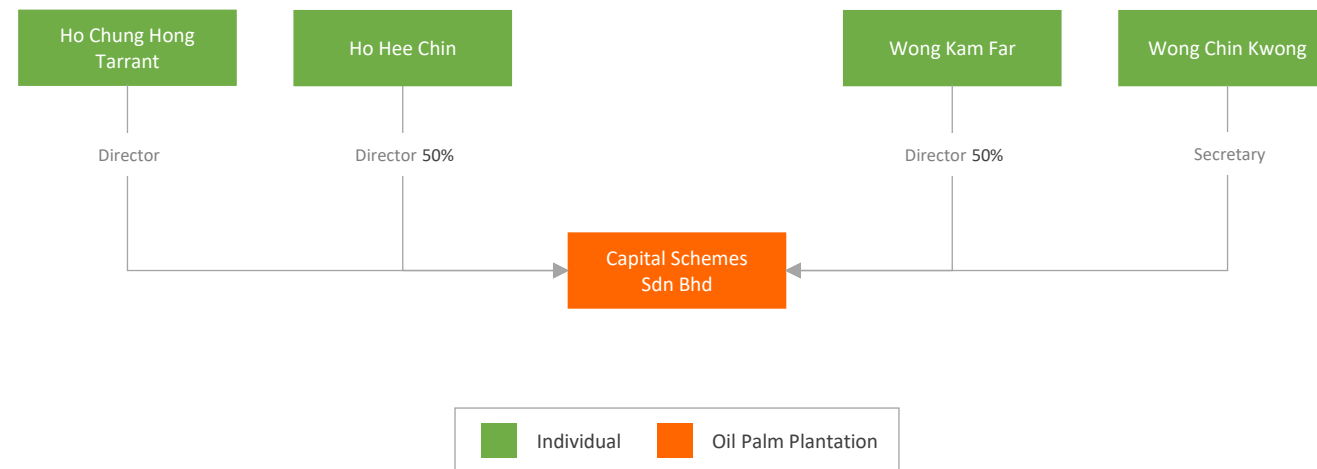 Ho Chung Hong
Tarrant
Ho Hee Chin
Wong Kam Far
Wong Chin Kwong
Director
Director 50%
Director 50%
Secretary
Capital Schemes
Sdn Bhd
Individual
Oil Palm Plantation